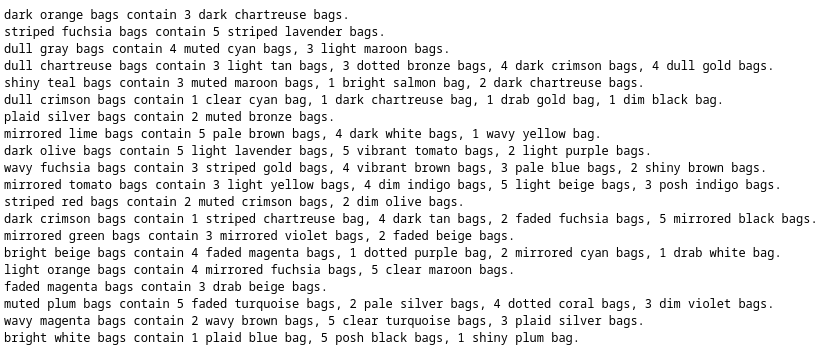 dark orange bags contain 3 dark chartreuse bags.
striped fuchsia bags contain 5 striped lavender bags.
dull gray bags contain 4 muted cyan bags, 3 light maroon bags.
dull chartreuse bags contain 3 light tan bags, 3 dotted bronze bags, 4 dark crimson bags, 4 dull gold bags.
shiny teal bags contain 3 muted maroon bags, 1 bright salmon bag, 2 dark chartreuse bags.
dull crimson bags contain 1 clear cyan bag, 1 dark chartreuse bag, 1 drab gold bag, 1 dim black bag.
plaid silver bags contain 2 muted bronze bags.
mirrored lime bags contain 5 pale brown bags, 4 dark white bags, 1 wavy yellow bag.
dark olive bags contain 5 light lavender bags, 5 vibrant tomato bags, 2 light purple bags.
wavy fuchsia bags contain 3 striped gold bags, 4 vibrant brown bags, 3 pale blue bags, 2 shiny brown bags.
mirrored tomato bags contain 3 light yellow bags, 4 dim indigo bags, 5 light beige bags, 3 posh indigo bags.
striped red bags contain 2 muted crimson bags, 2 dim olive bags.
dark crimson bags contain 1 striped chartreuse bag, 4 dark tan bags, 2 faded fuchsia bags, 5 mirrored black bags.
mirrored green bags contain 3 mirrored violet bags, 2 faded beige bags.
bright beige bags contain 4 faded magenta bags, 1 dotted purple bag, 2 mirrored cyan bags, 1 drab white bag.
light orange bags contain 4 mirrored fuchsia bags, 5 clear maroon bags.
faded magenta bags contain 3 drab beige bags.
muted plum bags contain 5 faded turquoise bags, 2 pale silver bags, 4 dotted coral bags, 3 dim violet bags.
wavy magenta bags contain 2 wavy brown bags, 5 clear turquoise bags, 3 plaid silver bags.
bright white bags contain 1 plaid blue bag, 5 posh black bags, 1 shiny plum bag.